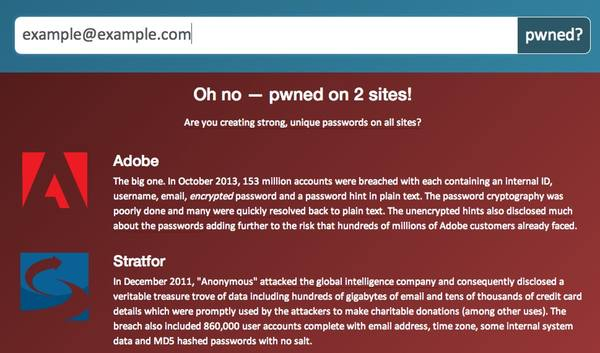 example@example.com
pwned?
Oh no — pwned on 2 sites!
Are you creating strong, unique passwords on all sites?
Adobe
The big one. In October 2013, 153 million accounts were breached with each containing an internal ID,
username, email, encrypted password and a password hint in plain text. The password cryptography was
poorly done and many were quickly resolved back to plain text. The unencrypted hints also disclosed much
about the passwords adding further to the risk that hundreds of millions of Adobe customers already faced.
Stratfor
In December 2011, "Anonymous" attacked the global intelligence company and consequently disclosed a
veritable treasure trove of data including hundreds of gigabytes of email and tens of thousands of credit card
details which were promptly used by the attackers to make charitable donations (among other uses). The
breach also included 860,000 user accounts complete with email address, time zone, some internal system
data and MD5 hashed passwords with no salt.